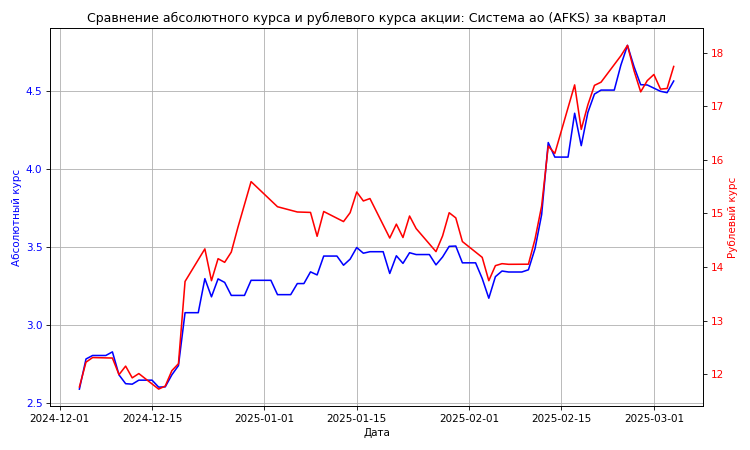 Сравнение абсолютного курса и рублевого курса акции: Система ао (AFKS) за квартал
Абсолютный курс
4.5
4.0
3.5
3.0
2.5
18
17
16
15
14
13
12
Рублевый курс
2024-12-01 2024-12-15 2025-01-01 2025-01-15 2025-02-01 2025-02-15 2025-03-01
Дата